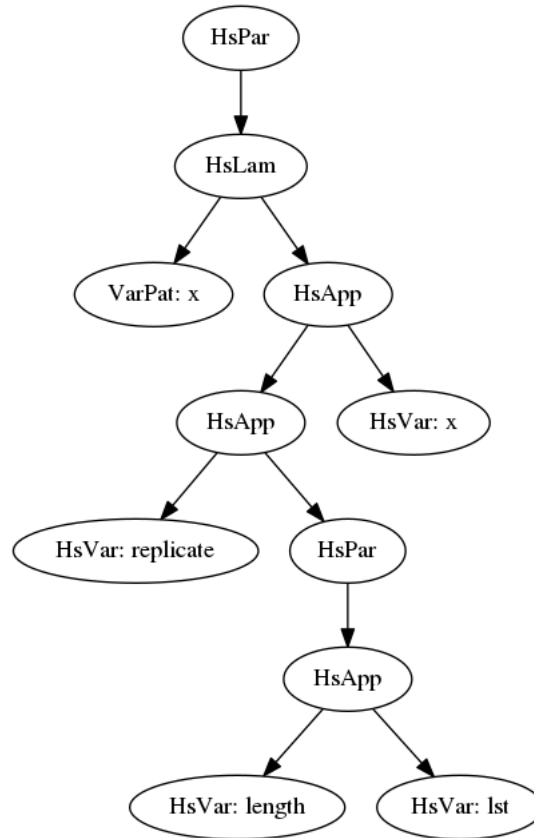 HsPar
HsLam
VarPat: x
HsApp
HsApp
HsVar: x
HsVar: replicate
HsPar
HsApp
HsVar: length
HsVar: lst